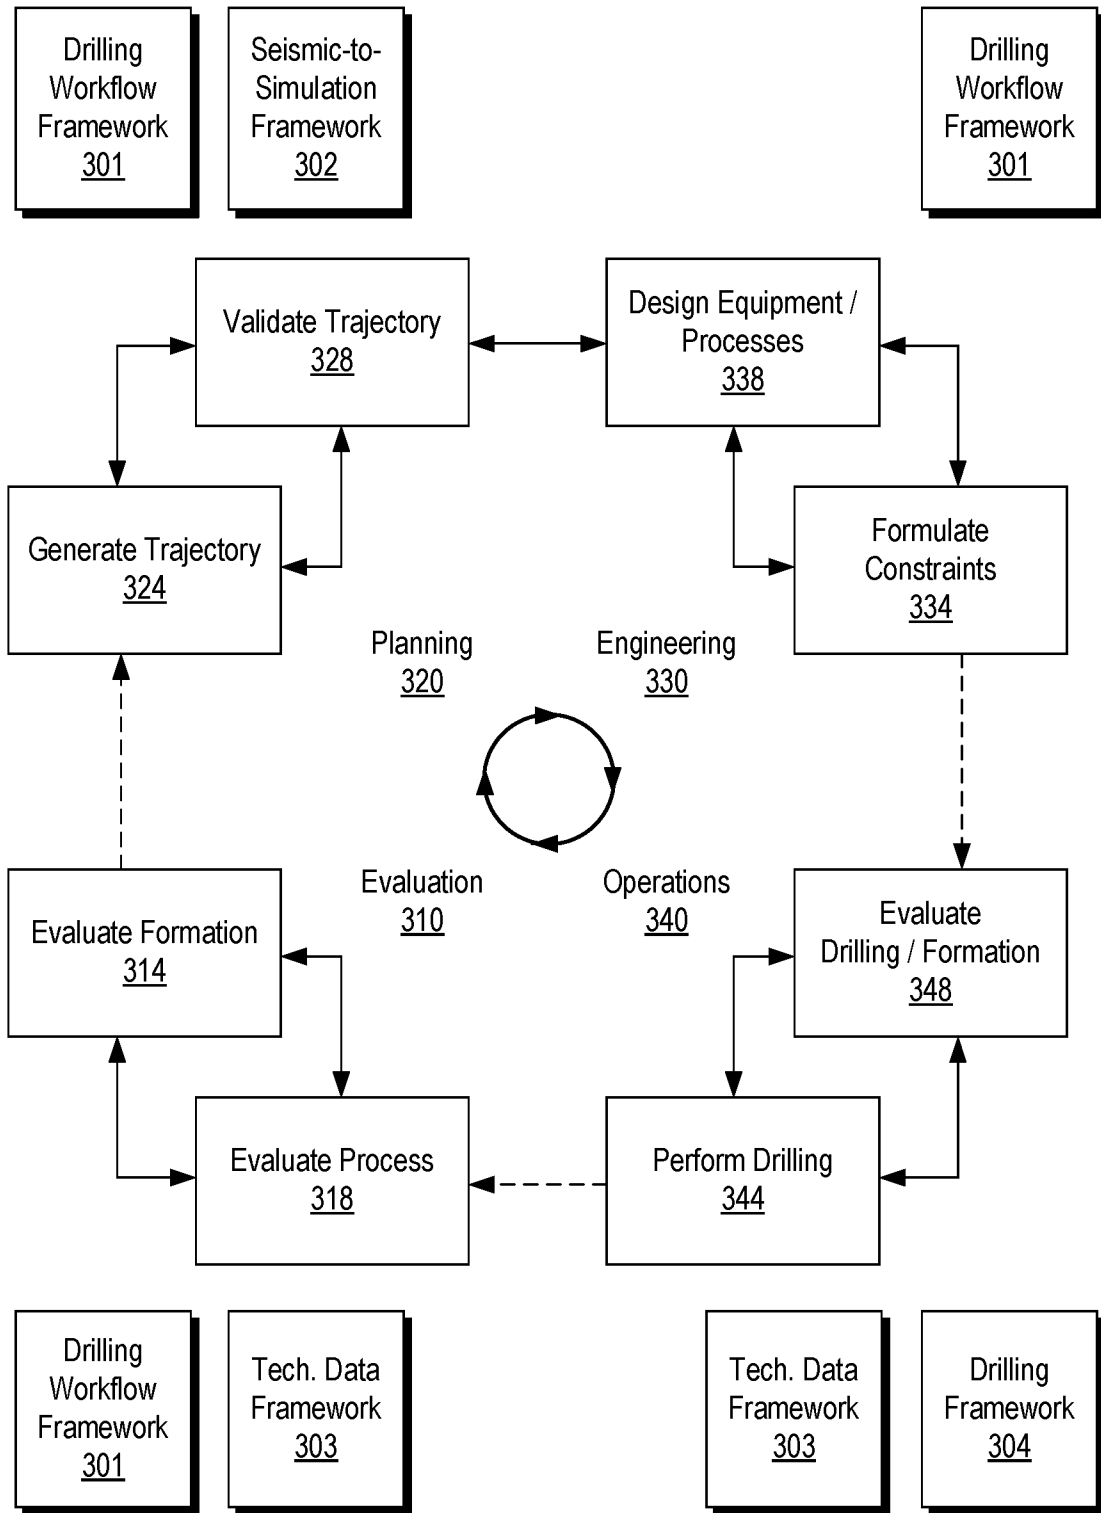 Drilling
Workflow
Framework
301
Seismic-to-
Simulation
Framework
302
Drilling
Workflow
Framework
301
Validate Trajectory
328
Design Equipment /
Processes
338
Generate Trajectory
324
Formulate
Constraints
334
Planning
320
Engineering
330
Evaluation
310
Operations
340
Evaluate Formation
314
Evaluate
Drilling / Formation
348
Evaluate Process
318
Perform Drilling
344
Drilling
Workflow
Framework
301
Tech. Data
Framework
303
Tech. Data
Framework
303
Drilling
Framework
304